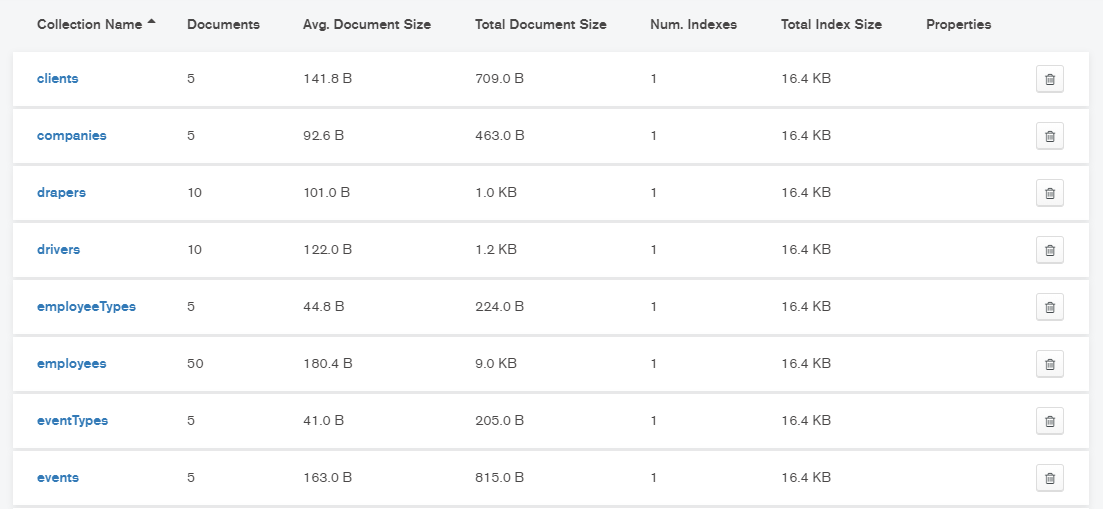 Collection Name Documents Avg. Document Size Total Document Size Num. Indexes Total Index Size Properties
clients 5 141.8 B 709.0 B 1 16.4 KB
companies 5 92.6 B 463.0 B 1 16.4 KB
drapers 10 101.0 B 1.0 KB 1 16.4 KB
drivers 10 122.0 B 1.2 KB 1 16.4 KB
employeeTypes 5 44.8 B 224.0 B 1 16.4 KB
employees 50 180.4 B 9.0 KB 1 16.4 KB
eventTypes 5 41.0 B 205.0 B 1 16.4 KB
events 5 163.0 B 815.0 B 1 16.4 KB